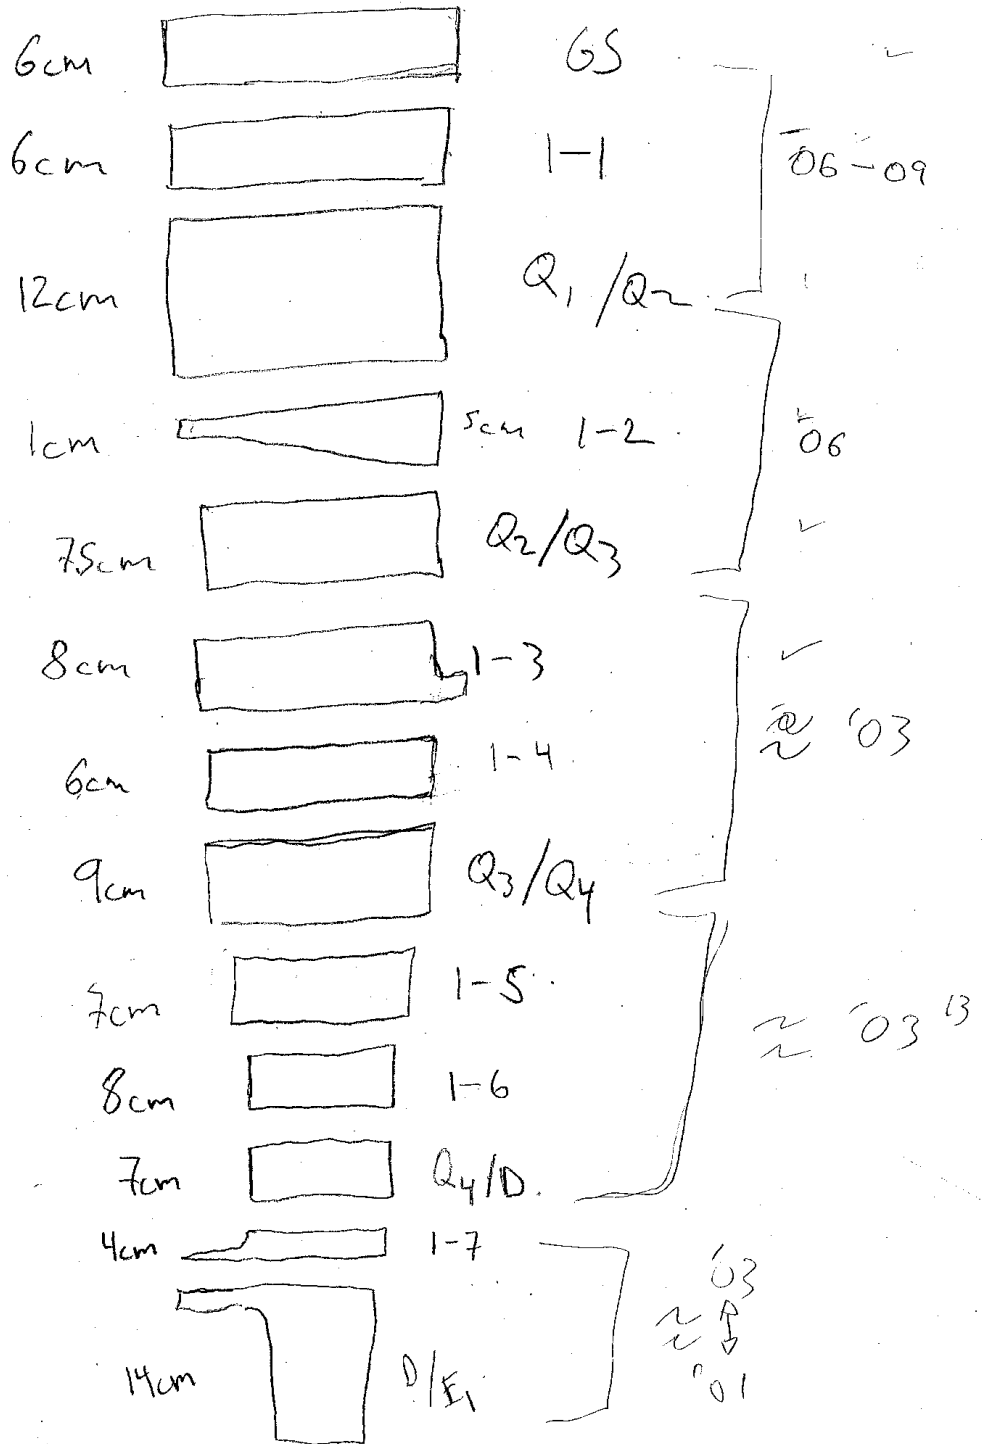 6cm GS
6cm 1-1 '06-09
12cm Q1/Q2
1cm 5cm 1-2 '06
7.5cm Q2/Q3
8cm 1-3
≈ '03
6cm 1-4
9cm Q3/Q4
7cm 1-5
≈ '03 13
8cm 1-6
7cm Q4/D
4cm 1-7
'03
≈
14cm D/E1 '01